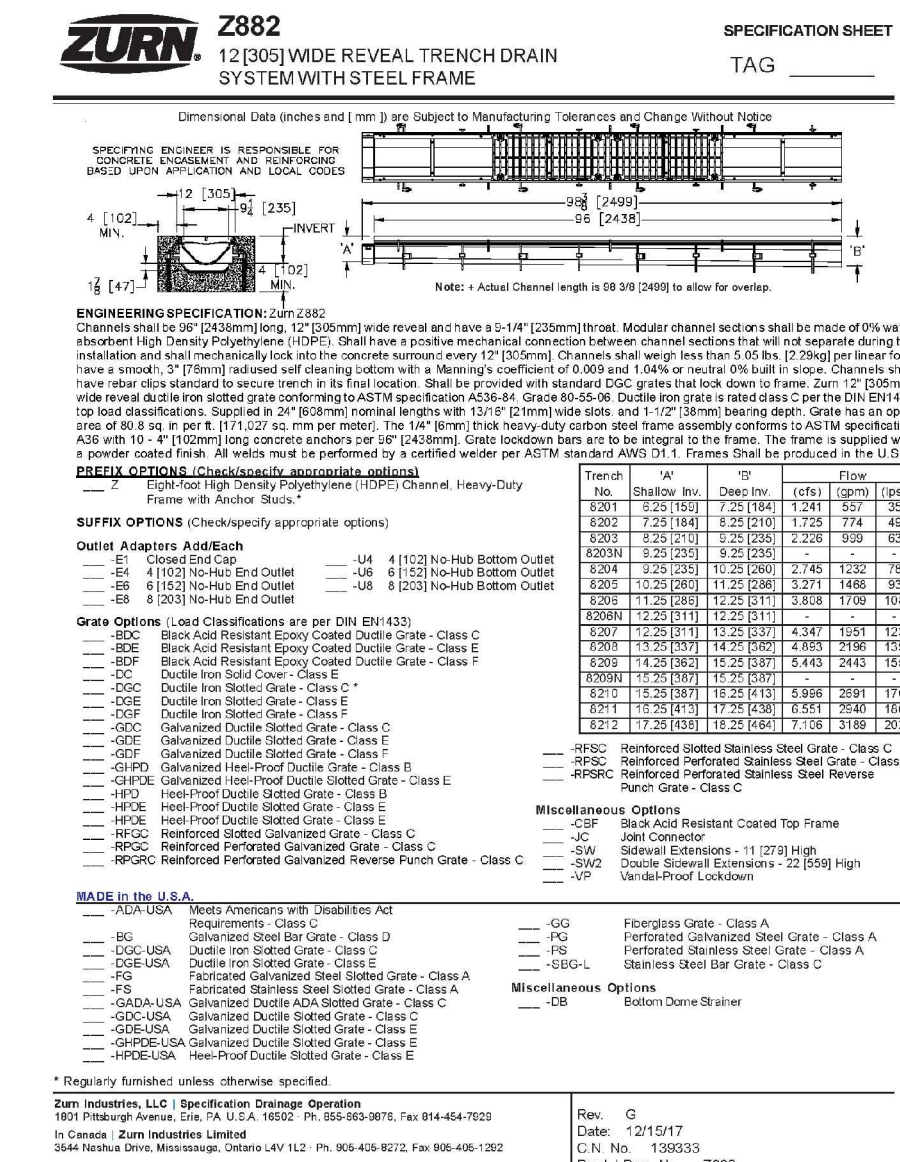 ZURN®
Z882
12 [305] WIDE REVEAL TRENCH DRAIN
SYSTEM WITH STEEL FRAME
SPECIFICATION SHEET
TAG ________
Dimensional Data (inches and [ mm ]) are Subject to Manufacturing Tolerances and Change Without Notice
SPECIFYING ENGINEER IS RESPONSIBLE FOR
CONCRETE ENCASEMENT AND REINFORCING
BASED UPON APPLICATION AND LOCAL CODES
12 [305]
9 1/4 [235]
4 [102]
MIN.
INVERT
4 [102]
MIN.
1 7/8 [47]
98 3/8 [2499]
96 [2438]
'A'
'B'
Note: + Actual Channel length is 98 3/8 [2499] to allow for overlap.
ENGINEERING SPECIFICATION: Zurn Z882
Channels shall be 96" [2438mm] long, 12" [305mm] wide reveal and have a 9-1/4" [235mm] throat. Modular channel sections shall be made of 0% wa
absorbent High Density Polyethylene (HDPE). Shall have a positive mechanical connection between channel sections that will not separate during t
installation and shall mechanically lock into the concrete surround every 12" [305mm]. Channels shall weigh less than 5.05 lbs. [2.29kg] per linear fo
have a smooth, 3" [76mm] radiused self cleaning bottom with a Manning's coefficient of 0.009 and 1.04% or neutral 0% built in slope. Channels sh
have rebar clips standard to secure trench in its final location. Shall be provided with standard DGC grates that lock down to frame. Zurn 12" [305m
wide reveal ductile iron slotted grate conforming to ASTM specification A536-84, Grade 80-55-06. Ductile iron grate is rated class C per the DIN EN14
top load classifications. Supplied in 24" [608mm] nominal lengths with 13/16" [21mm] wide slots, and 1-1/2" [38mm] bearing depth. Grate has an op
area of 80.8 sq. in per ft. [171,027 sq. mm per meter]. The 1/4" [6mm] thick heavy-duty carbon steel frame assembly conforms to ASTM specificati
A36 with 10 - 4" [102mm] long concrete anchors per 96" [2438mm]. Grate lockdown bars are to be integral to the frame. The frame is supplied w
a powder coated finish. All welds must be performed by a certified welder per ASTM standard AWS D1.1. Frames Shall be produced in the U.S
PREFIX OPTIONS (Check/specify appropriate options)
___ Z Eight-foot High Density Polyethylene (HDPE) Channel, Heavy-Duty
Frame with Anchor Studs.*
SUFFIX OPTIONS (Check/specify appropriate options)
Outlet Adapters Add/Each
___ -E1 Closed End Cap ___ -U4 4 [102] No-Hub Bottom Outlet
___ -E4 4 [102] No-Hub End Outlet ___ -U6 6 [152] No-Hub Bottom Outlet
___ -E6 6 [152] No-Hub End Outlet ___ -U8 8 [203] No-Hub Bottom Outlet
___ -E8 8 [203] No-Hub End Outlet
Grate Options (Load Classifications are per DIN EN1433)
___ -BDC Black Acid Resistant Epoxy Coated Ductile Grate - Class C
___ -BDE Black Acid Resistant Epoxy Coated Ductile Grate - Class E
___ -BDF Black Acid Resistant Epoxy Coated Ductile Grate - Class F
___ -DC Ductile Iron Solid Cover - Class E
___ -DGC Ductile Iron Slotted Grate - Class C *
___ -DGE Ductile Iron Slotted Grate - Class E
___ -DGF Ductile Iron Slotted Grate - Class F
___ -GDC Galvanized Ductile Slotted Grate - Class C
___ -GDE Galvanized Ductile Slotted Grate - Class E
___ -GDF Galvanized Ductile Slotted Grate - Class F
___ -GHPD Galvanized Heel-Proof Ductile Grate - Class B
___ -GHPDE Galvanized Heel-Proof Ductile Slotted Grate - Class E
___ -HPD Heel-Proof Ductile Slotted Grate - Class B
___ -HPDE Heel-Proof Ductile Slotted Grate - Class E
___ -HPDE Heel-Proof Ductile Slotted Grate - Class E
___ -RFGC Reinforced Slotted Galvanized Grate - Class C
___ -RPGC Reinforced Perforated Galvanized Grate - Class C
___ -RPGRC Reinforced Perforated Galvanized Reverse Punch Grate - Class C
Trench 'A' 'B' Flow
No. Shallow Inv. Deep Inv. (cfs) (gpm) (lps
8201 6.25 [159] 7.25 [184] 1.241 557 35
8202 7.25 [184] 8.25 [210] 1.725 774 49
8203 8.25 [210] 9.25 [235] 2.226 999 63
8203N 9.25 [235] 9.25 [235] - - -
8204 9.25 [235] 10.25 [260] 2.745 1232 78
8205 10.25 [260] 11.25 [286] 3.271 1468 93
8206 11.25 [286] 12.25 [311] 3.808 1709 10
8206N 12.25 [311] 12.25 [311] - - -
8207 12.25 [311] 13.25 [337] 4.347 1951 12
8208 13.25 [337] 14.25 [362] 4.893 2196 13
8209 14.25 [362] 15.25 [387] 5.443 2443 15
8209N 15.25 [387] 15.25 [387] - - -
8210 15.25 [387] 16.25 [413] 5.996 2691 17
8211 16.25 [413] 17.25 [438] 6.551 2940 18
8212 17.25 [438] 18.25 [464] 7.106 3189 20
___ -RFSC Reinforced Slotted Stainless Steel Grate - Class C
___ -RPSC Reinforced Perforated Stainless Steel Grate - Class
___ -RPSRC Reinforced Perforated Stainless Steel Reverse
Punch Grate - Class C
Miscellaneous Options
___ -CBF Black Acid Resistant Coated Top Frame
___ -JC Joint Connector
___ -SW Sidewall Extensions - 11 [279] High
___ -SW2 Double Sidewall Extensions - 22 [559] High
___ -VP Vandal-Proof Lockdown
MADE in the U.S.A.
___ -ADA-USA Meets Americans with Disabilities Act
Requirements - Class C
___ -BG Galvanized Steel Bar Grate - Class D
___ -DGC-USA Ductile Iron Slotted Grate - Class C
___ -DGE-USA Ductile Iron Slotted Grate - Class E
___ -FG Fabricated Galvanized Steel Slotted Grate - Class A
___ -FS Fabricated Stainless Steel Slotted Grate - Class A
___ -GADA-USA Galvanized Ductile ADA Slotted Grate - Class C
___ -GDC-USA Galvanized Ductile Slotted Grate - Class C
___ -GDE-USA Galvanized Ductile Slotted Grate - Class E
___ -GHPDE-USA Galvanized Ductile Slotted Grate - Class E
___ -HPDE-USA Heel-Proof Ductile Slotted Grate - Class E
___ -GG Fiberglass Grate - Class A
___ -PG Perforated Galvanized Steel Grate - Class A
___ -PS Perforated Stainless Steel Grate - Class A
___ -SBG-L Stainless Steel Bar Grate - Class C
Miscellaneous Options
___ -DB Bottom Dome Strainer
* Regularly furnished unless otherwise specified.
Zurn Industries, LLC | Specification Drainage Operation
1801 Pittsburgh Avenue, Erie, PA U.S.A. 16502 · Ph. 855-663-9876, Fax 814-454-7929
In Canada | Zurn Industries Limited
3544 Nashua Drive, Mississauga, Ontario L4V 1L2 · Ph. 905-405-8272, Fax 905-405-1292
Rev. G
Date: 12/15/17
C.N. No. 139333